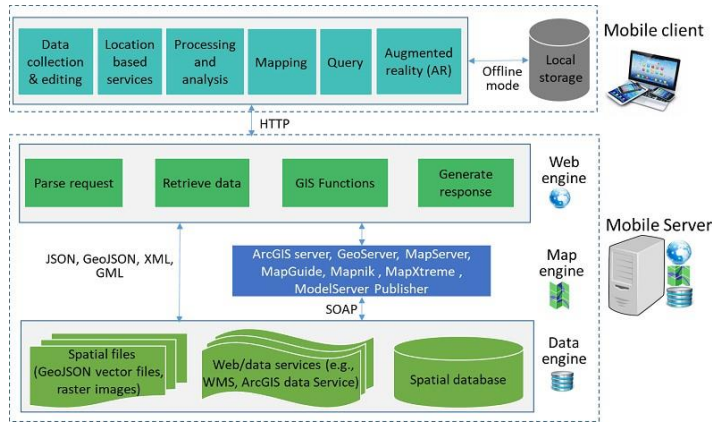 Mobile client
Data
collection
& editing
Location
based
services
Processing
and
analysis
Mapping
Query
Augmented
reality (AR)
Offline
mode
Local
storage
HTTP
Parse request
Retrieve data
GIS Functions
Generate
response
Web
engine
Mobile Server
JSON, GeoJSON, XML,
GML
ArcGIS server, GeoServer, MapServer,
MapGuide, Mapnik , MapXtreme ,
ModelServer Publisher
Map
engine
SOAP
Spatial files
(GeoJSON vector files,
raster images)
Web/data services (e.g.,
WMS, ArcGIS data Service)
Spatial database
Data
engine